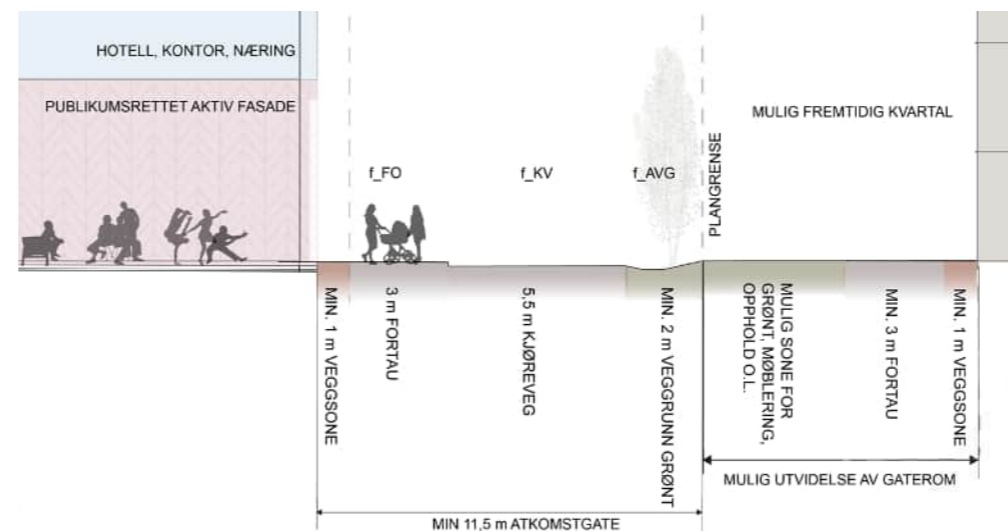 HOTELL, KONTOR, NÆRING
PUBLIKUMSRETTET AKTIV FASADE
MULIG FREMTIDIG KVARTAL
f_FO
f_KV
f_AVG
PLANGRENSE
MIN. 1 m VEGGSONE
3 m FORTAU
5,5 m KJØREVEG
MIN. 2 m VEGGRUNN GRØNT
MULIG SONE FOR
GRØNT, MØBLERING,
OPPHOLD O.L.
MIN. 3 m FORTAU
MIN. 1 m VEGGSONE
MULIG UTVIDELSE AV GATEROM
MIN 11,5 m ATKOMSTGATE